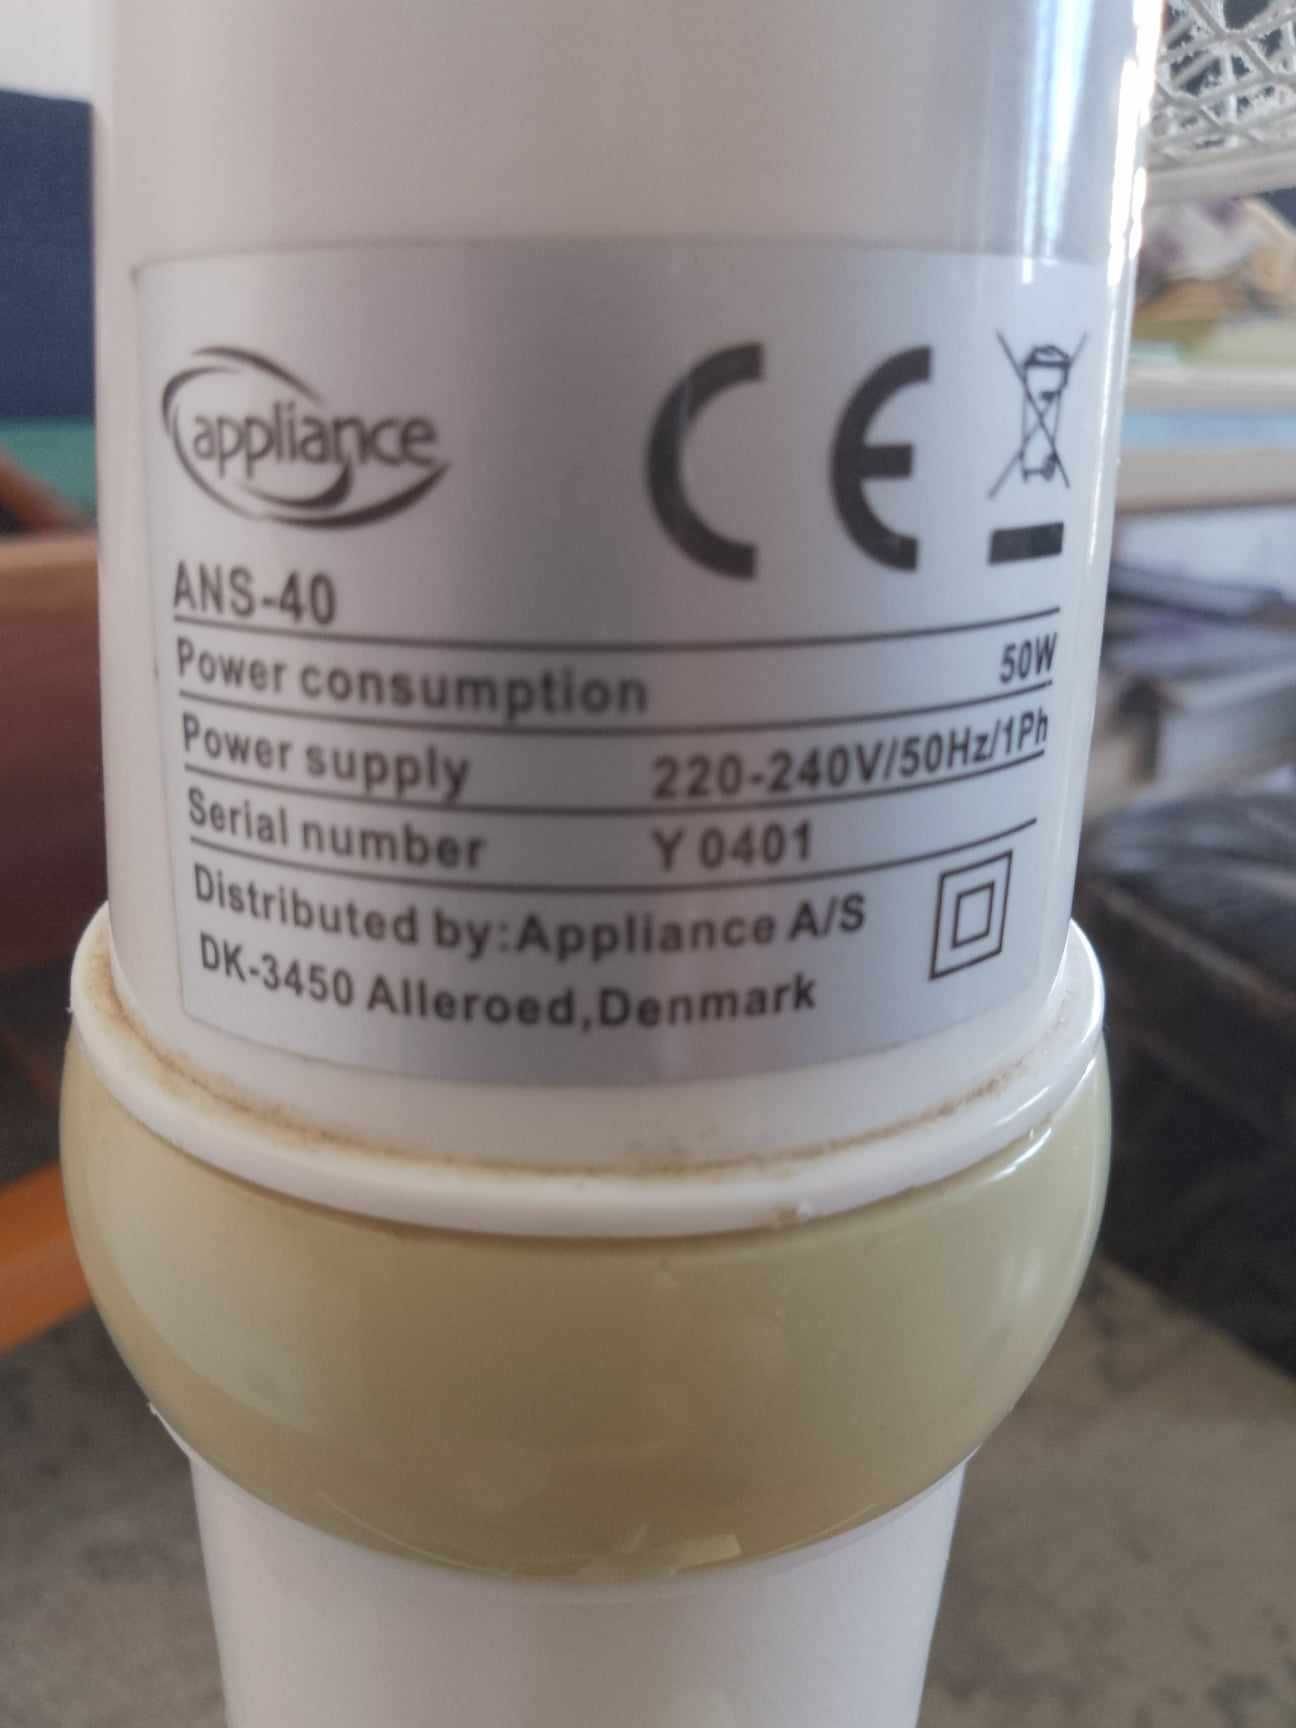 appliance
CE
ANS-40
Power consumption 50W
Power supply 220-240V/50Hz/1Ph
Serial number Y 0401
Distributed by:Appliance A/S
DK-3450 Alleroed,Denmark